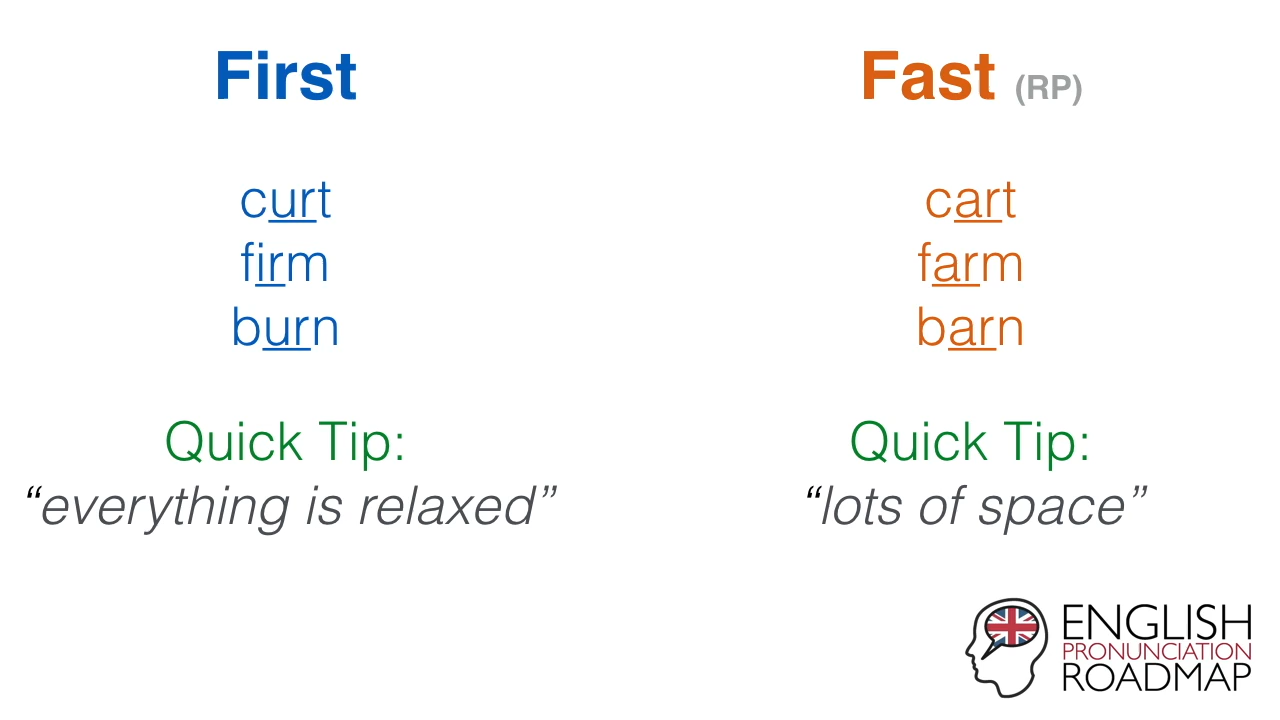 First
curt
firm
burn
Quick Tip:
“everything is relaxed”
Fast (RP)
cart
farm
barn
Quick Tip:
“lots of space”
ENGLISH
PRONUNCIATION
ROADMAP